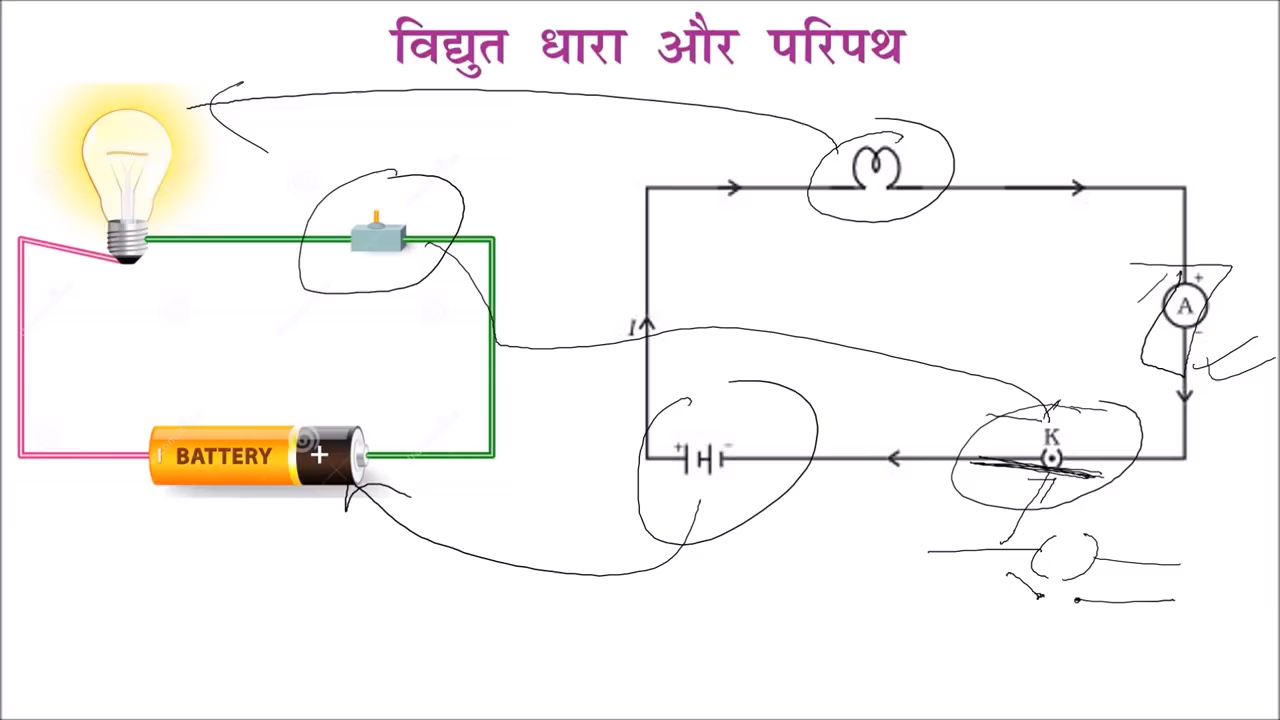 विद्युत धारा और परिपथ
+
A
I
-
K
+ -
BATTERY +